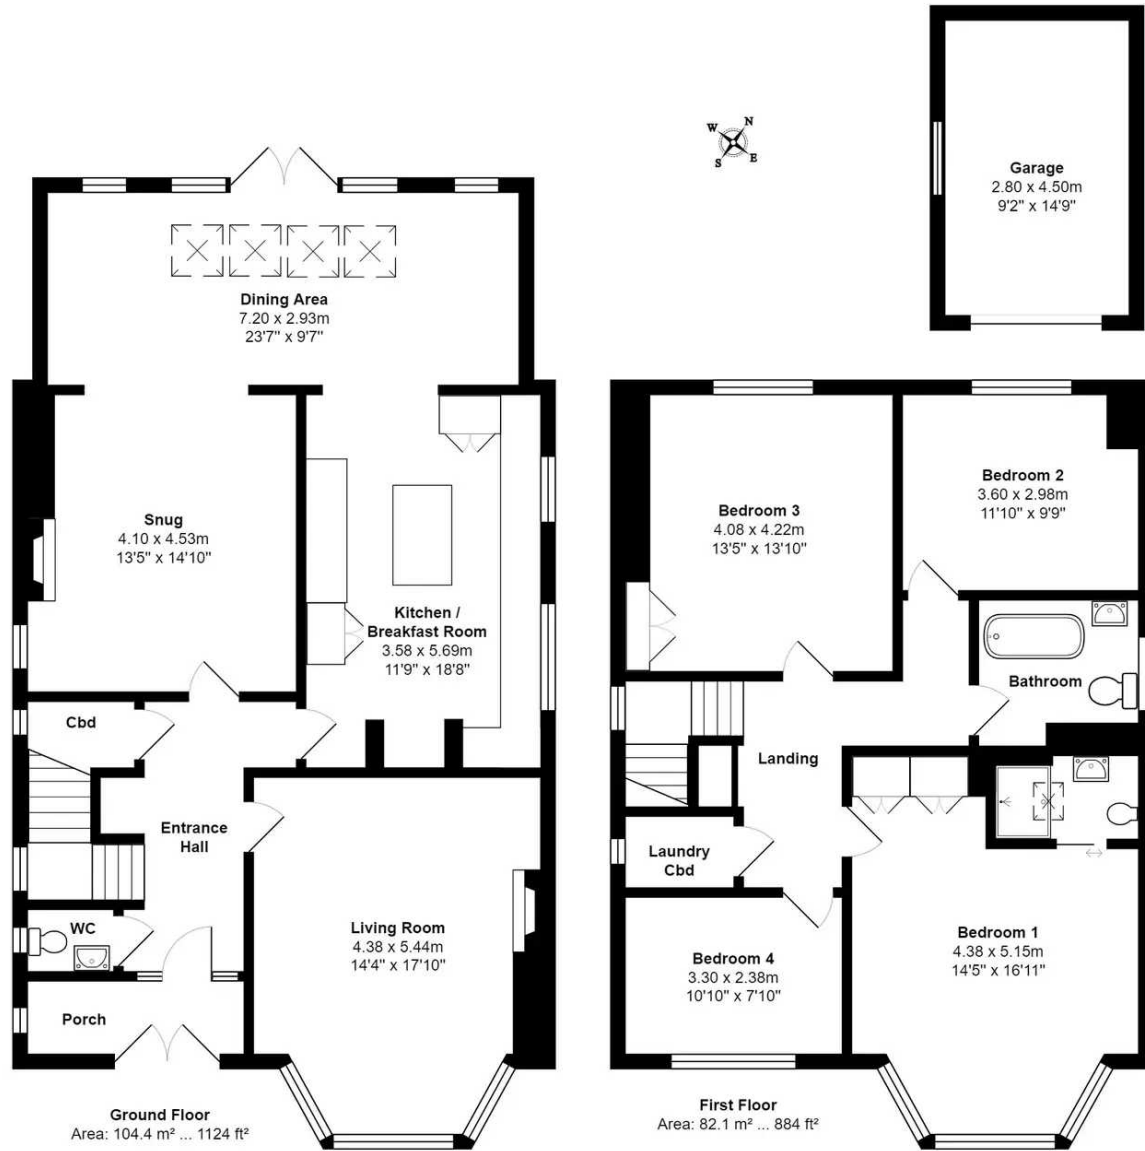 W N
S E
Garage
2.80 x 4.50m
9'2" x 14'9"
Dining Area
7.20 x 2.93m
23'7" x 9'7"
Snug
4.10 x 4.53m
13'5" x 14'10"
Kitchen /
Breakfast Room
3.58 x 5.69m
11'9" x 18'8"
Cbd
Entrance
Hall
WC
Living Room
4.38 x 5.44m
14'4" x 17'10"
Porch
Ground Floor
Area: 104.4 m² ... 1124 ft²
Bedroom 3
4.08 x 4.22m
13'5" x 13'10"
Bedroom 2
3.60 x 2.98m
11'10" x 9'9"
Bathroom
Landing
Laundry
Cbd
Bedroom 4
3.30 x 2.38m
10'10" x 7'10"
Bedroom 1
4.38 x 5.15m
14'5" x 16'11"
First Floor
Area: 82.1 m² ... 884 ft²